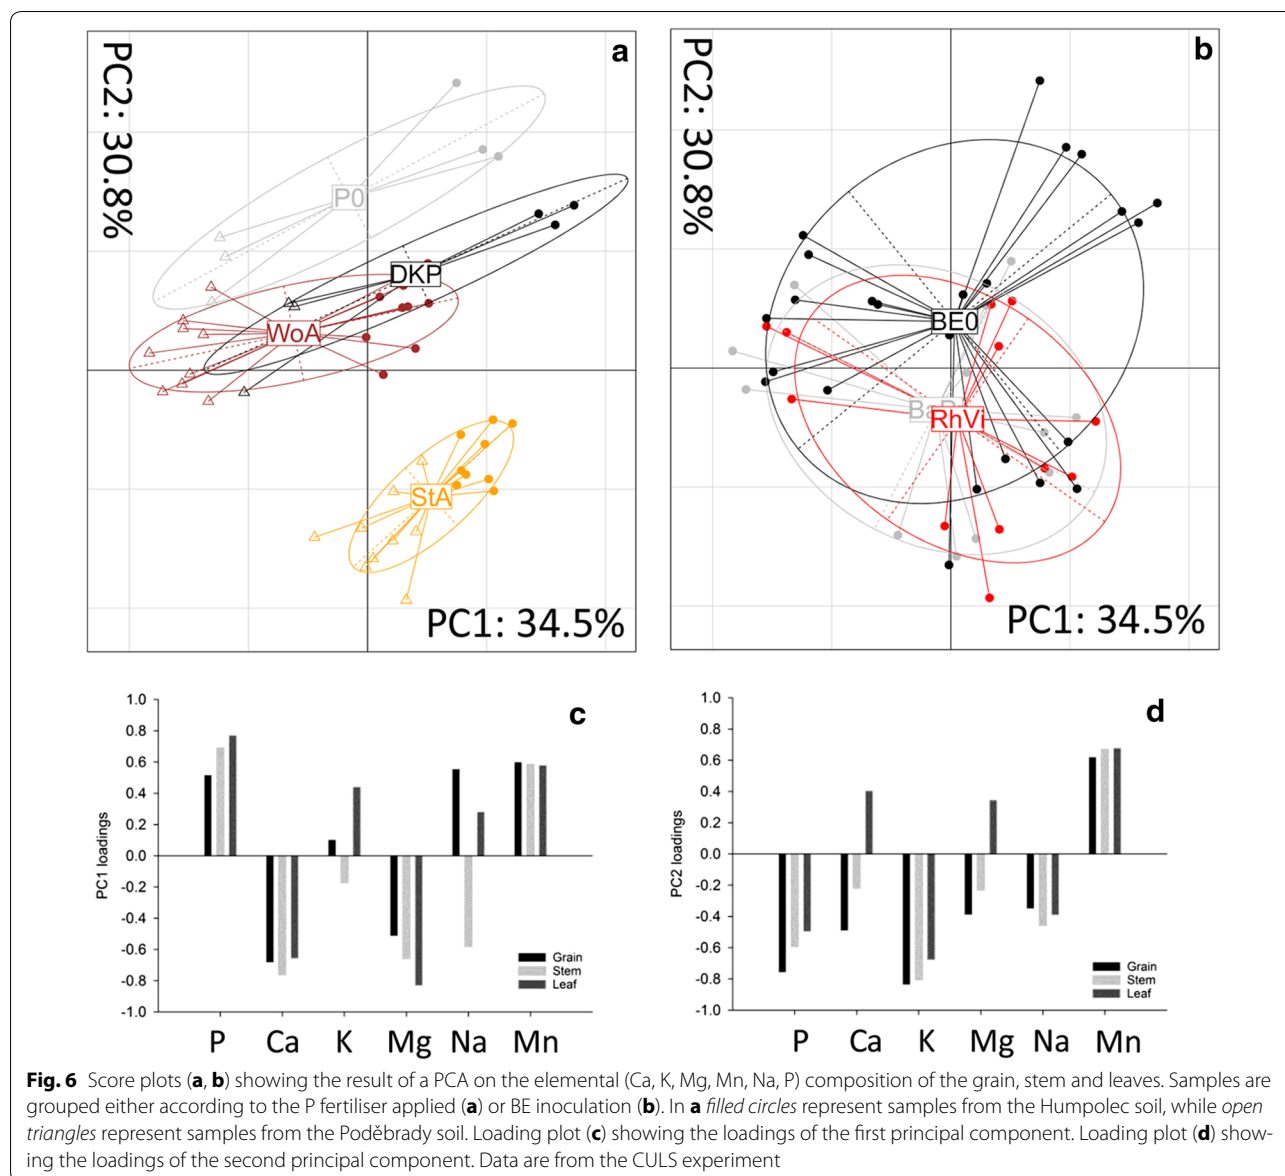 a
PC2: 30.8%
P0
DKP
WoA
StA
PC1: 34.5%
b
PC2: 30.8%
BE0
RhVi
PC1: 34.5%
c
PC1 loadings
1.0
0.8
0.6
0.4
0.2
0.0
-0.2
-0.4
-0.6
-0.8
-1.0
Grain
Stem
Leaf
P Ca K Mg Na Mn
d
PC2 loadings
1.0
0.8
0.6
0.4
0.2
0.0
-0.2
-0.4
-0.6
-0.8
-1.0
Grain
Stem
Leaf
P Ca K Mg Na Mn
Fig. 6 Score plots (a, b) showing the result of a PCA on the elemental (Ca, K, Mg, Mn, Na, P) composition of the grain, stem and leaves. Samples are
grouped either according to the P fertiliser applied (a) or BE inoculation (b). In a filled circles represent samples from the Humpolec soil, while open
triangles represent samples from the Poděbrady soil. Loading plot (c) showing the loadings of the first principal component. Loading plot (d) show-
ing the loadings of the second principal component. Data are from the CULS experiment